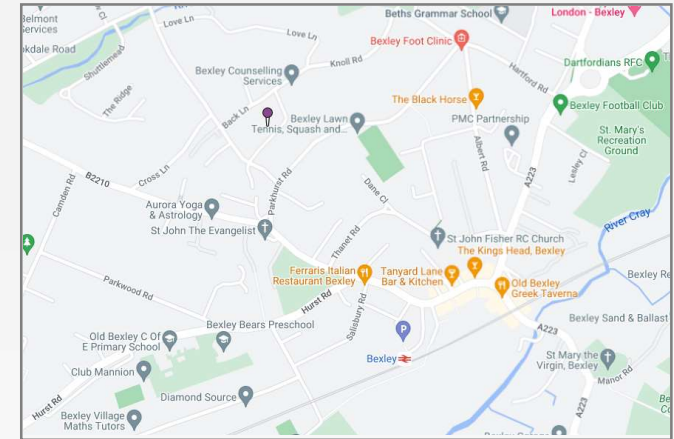 Belmont
Services
Love Ln
Beths Grammar School
London - Bexley
Love Ln
Bexley Foot Clinic
Dartfordians RFC
Shuttlemead
Knoll Rd
Bexley Counselling
Services
Hartford Rd
The Ridge
The Black Horse
Bexley Football Club
Back Ln
Bexley Lawn
Tennis, Squash and...
PMC Partnership
St. Mary's
Recreation
Ground
Albert Rd
Lesley Cl
A223
B2210
Cross Ln
Camden Rd
Parkhurst Rd
Dane Cl
Aurora Yoga
& Astrology
St John The Evangelist
River Cray
Thanet Rd
St John Fisher RC Church
The Kings Head, Bexley
Ferraris Italian
Restaurant Bexley
Tanyard Lane
Bar & Kitchen
Old Bexley
Greek Taverna
Parkwood Rd
Hurst Rd
Salisbury Rd
Bexley Bears Preschool
P
Bexley Sand & Ballast
A223
Old Bexley C Of
E Primary School
Bexley
St Mary the
Virgin, Bexley
Club Mannion
Manor Rd
Diamond Source
Hurst Rd
Bexley Village
Maths Tutors
A223